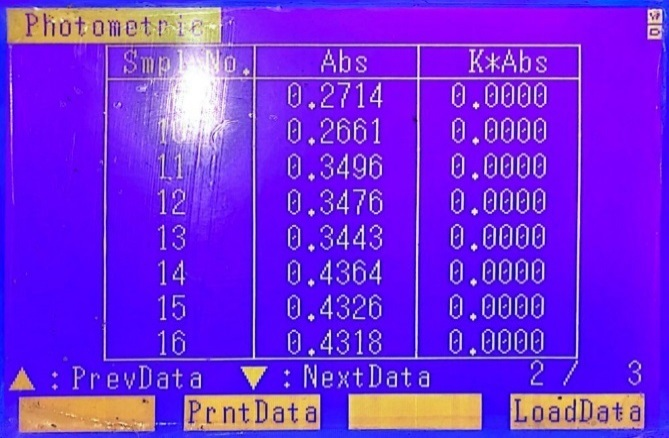 Photometric
Smpl No. Abs K*Abs
0.2714 0.0000
10 0.2661 0.0000
11 0.3496 0.0000
12 0.3476 0.0000
13 0.3443 0.0000
14 0.4364 0.0000
15 0.4326 0.0000
16 0.4318 0.0000
▲ : PrevData ▼ : NextData 2 / 3
PrntData LoadData